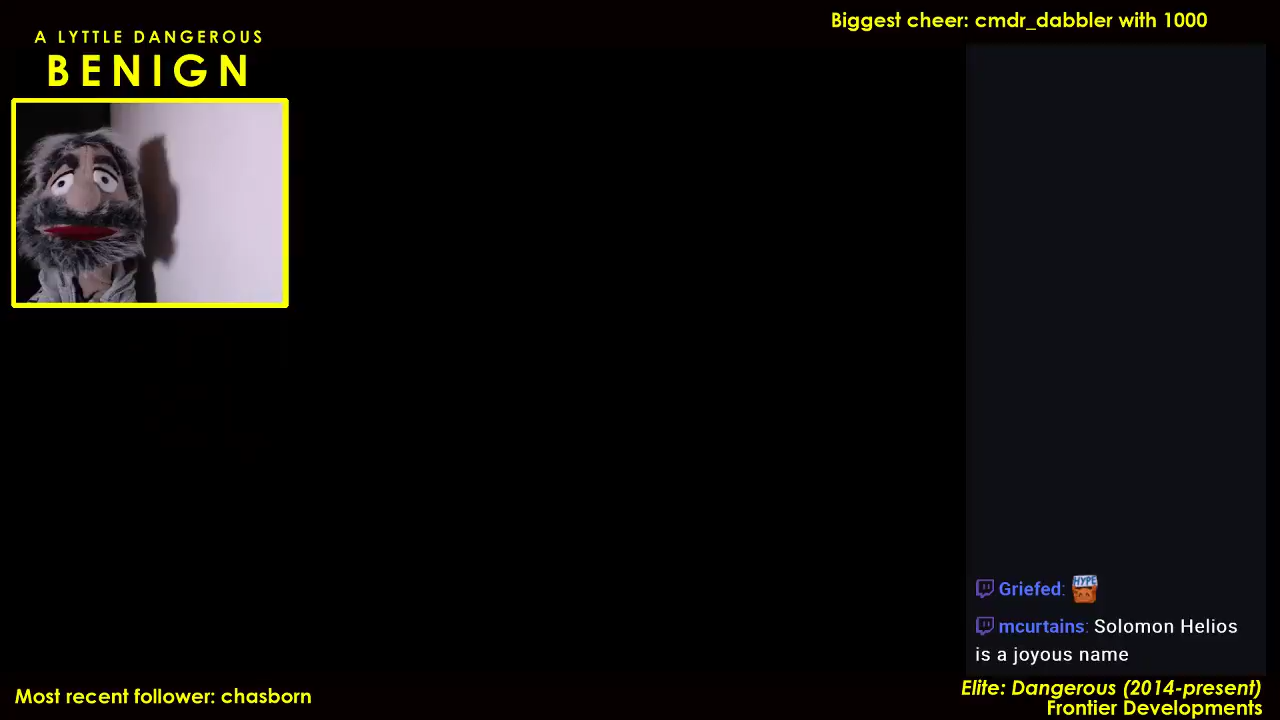 A LYTTLE DANGEROUS
BENIGN
Biggest cheer: cmdr_dabbler with 1000
Griefed: HYPE
mcurtains: Solomon Helios
is a joyous name
Most recent follower: chasborn
Elite: Dangerous (2014-present)
Frontier Developments